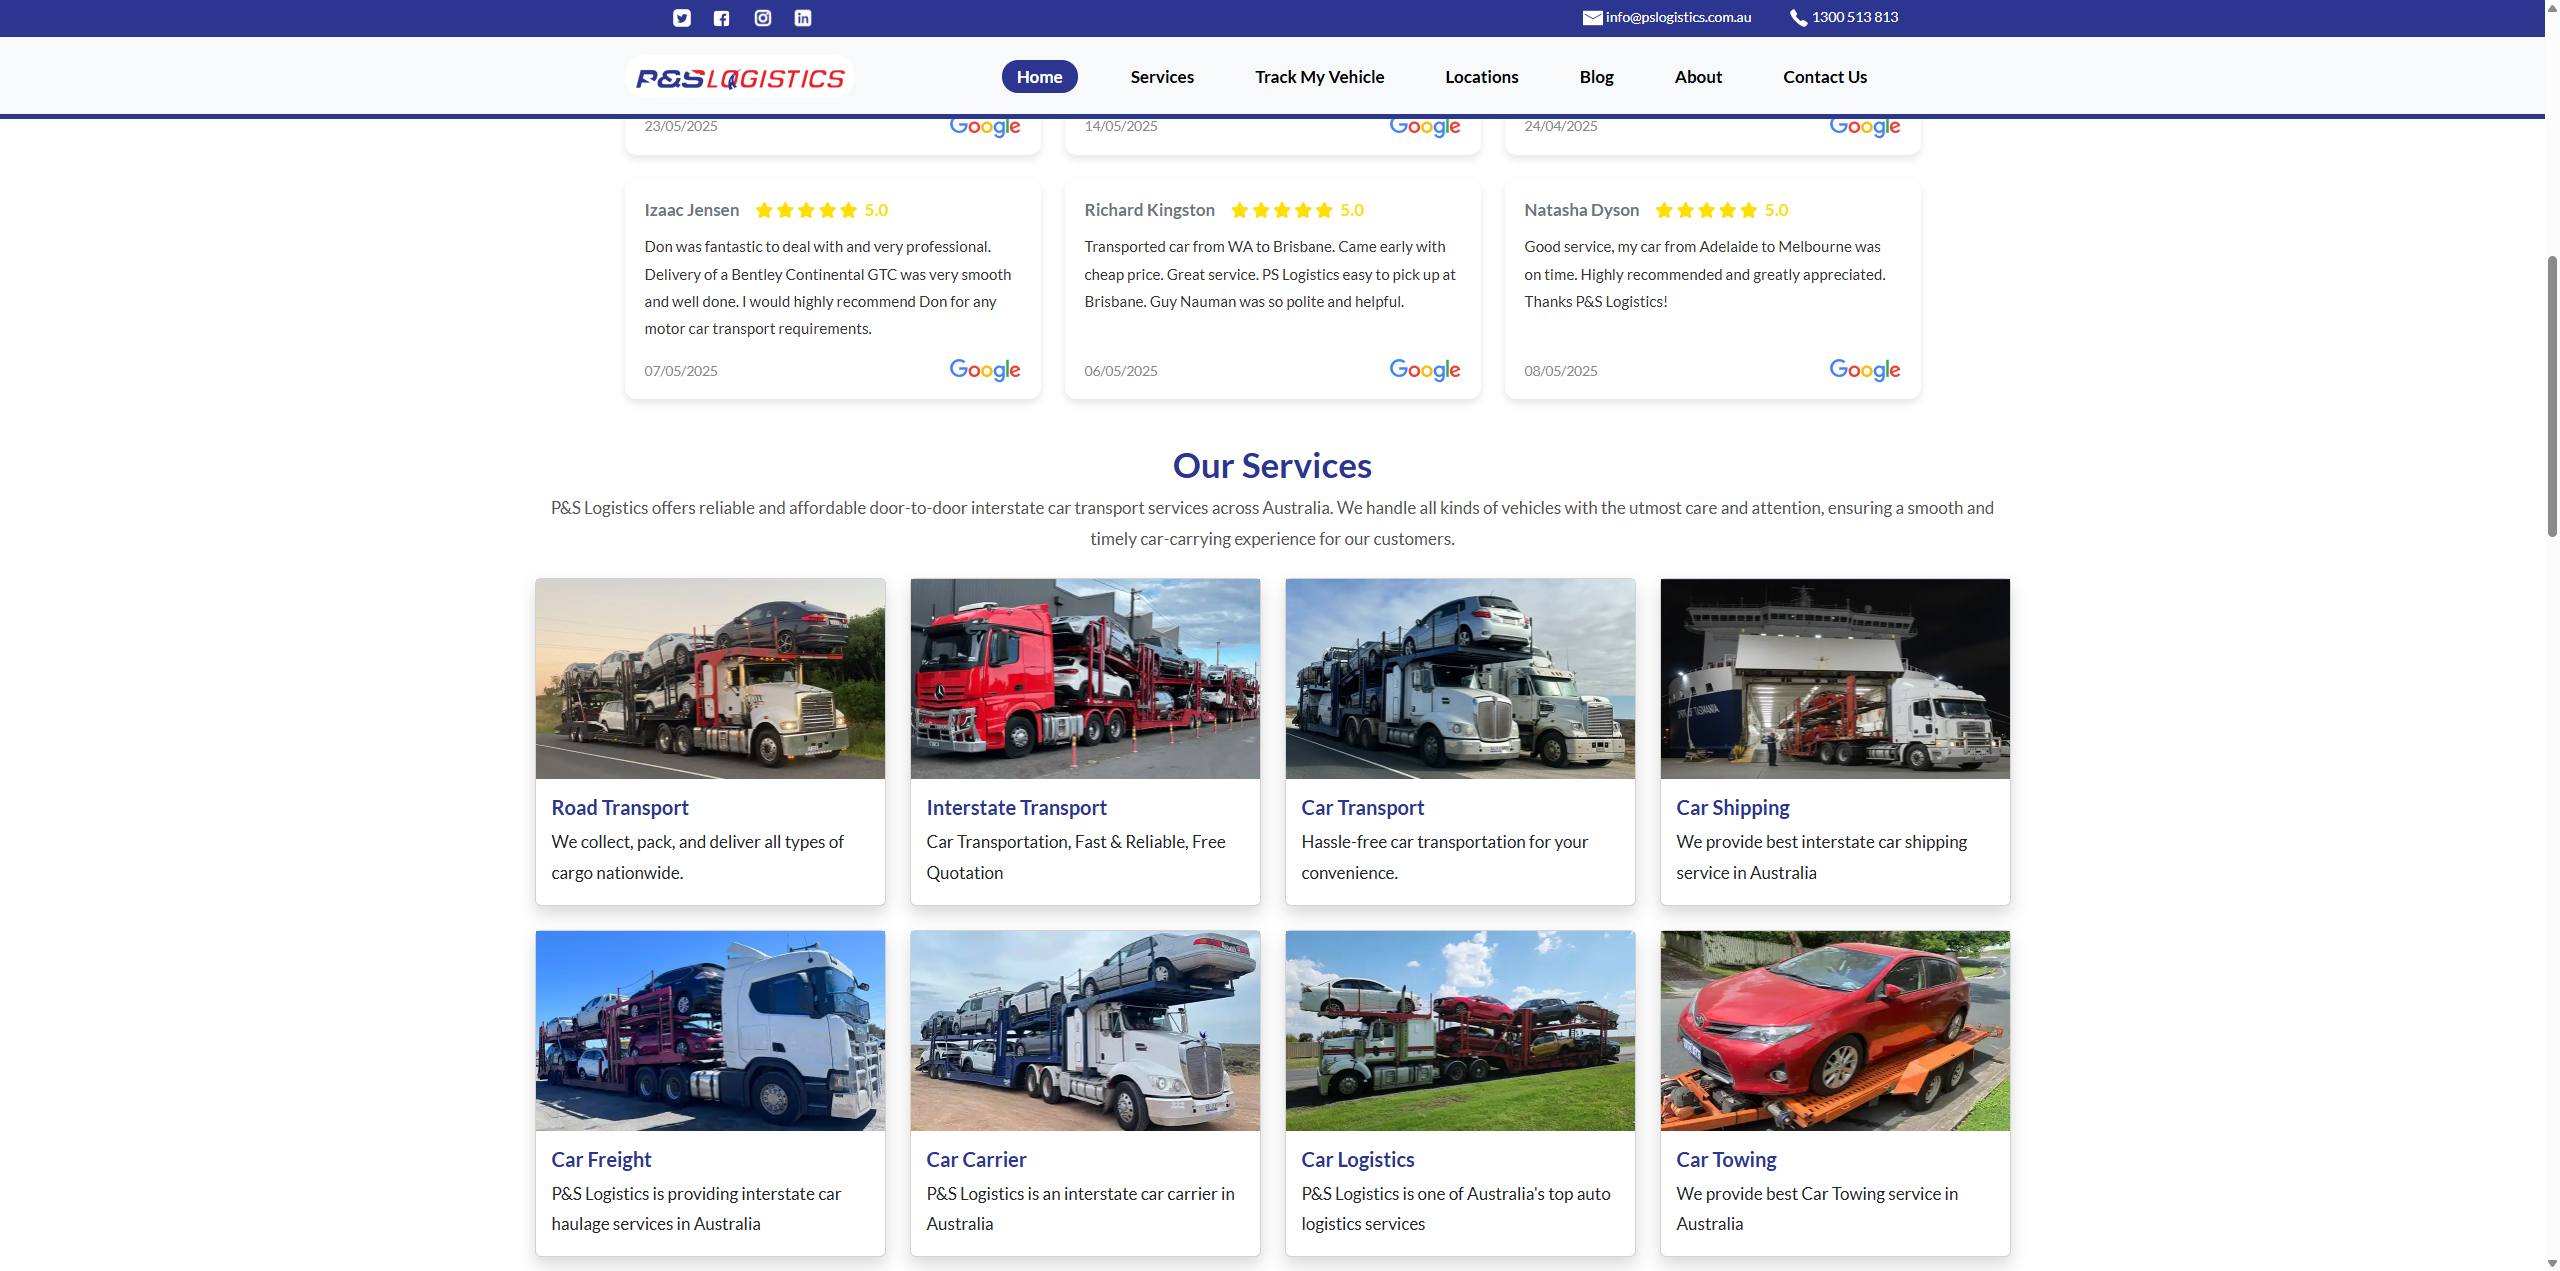 info@pslogistics.com.au
1300 513 813
P&S LOGISTICS
Home
Services
Track My Vehicle
Locations
Blog
About
Contact Us
23/05/2025
Google
14/05/2025
Google
24/04/2025
Google
Izaac Jensen 5.0
Don was fantastic to deal with and very professional.
Delivery of a Bentley Continental GTC was very smooth
and well done. I would highly recommend Don for any
motor car transport requirements.
07/05/2025
Google
Richard Kingston 5.0
Transported car from WA to Brisbane. Came early with
cheap price. Great service. PS Logistics easy to pick up at
Brisbane. Guy Nauman was so polite and helpful.
06/05/2025
Google
Natasha Dyson 5.0
Good service, my car from Adelaide to Melbourne was
on time. Highly recommended and greatly appreciated.
Thanks P&S Logistics!
08/05/2025
Google
Our Services
P&S Logistics offers reliable and affordable door-to-door interstate car transport services across Australia. We handle all kinds of vehicles with the utmost care and attention, ensuring a smooth and
timely car-carrying experience for our customers.
Road Transport
We collect, pack, and deliver all types of
cargo nationwide.
Interstate Transport
Car Transportation, Fast & Reliable, Free
Quotation
Car Transport
Hassle-free car transportation for your
convenience.
Car Shipping
We provide best interstate car shipping
service in Australia
Car Freight
P&S Logistics is providing interstate car
haulage services in Australia
Car Carrier
P&S Logistics is an interstate car carrier in
Australia
Car Logistics
P&S Logistics is one of Australia's top auto
logistics services
Car Towing
We provide best Car Towing service in
Australia